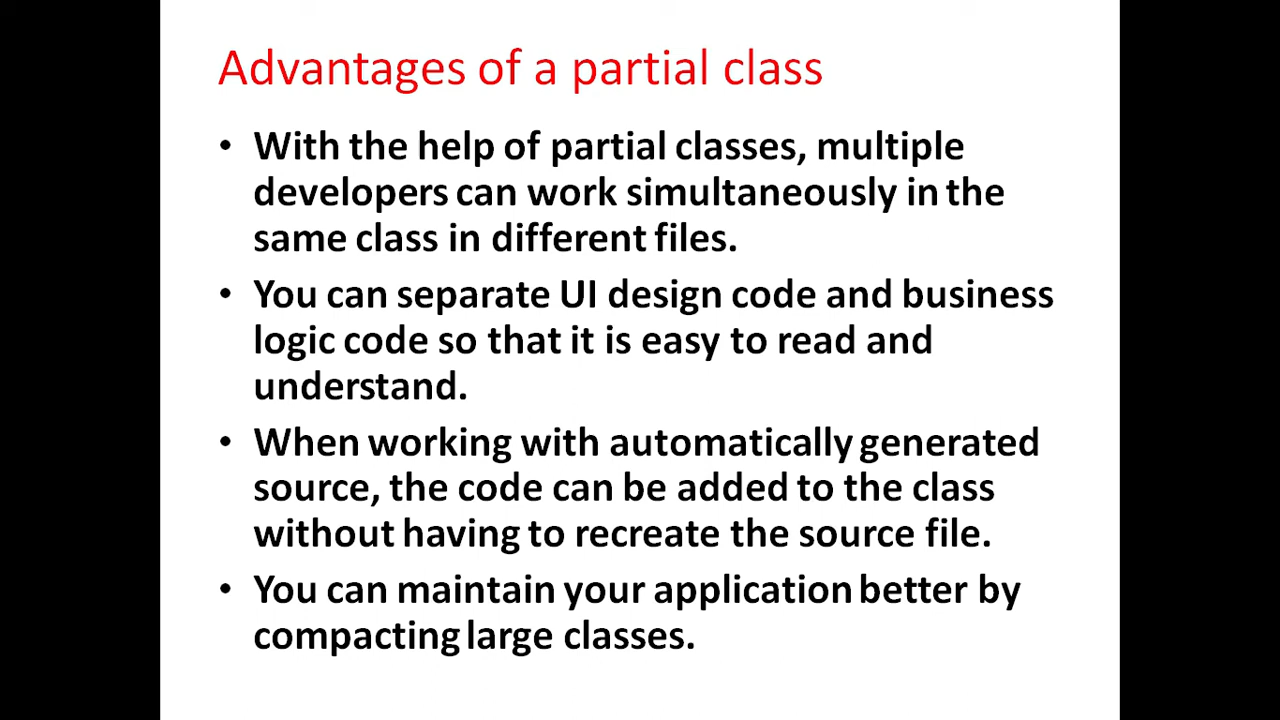 Advantages of a partial class
• With the help of partial classes, multiple
developers can work simultaneously in the
same class in different files.
• You can separate UI design code and business
logic code so that it is easy to read and
understand.
• When working with automatically generated
source, the code can be added to the class
without having to recreate the source file.
• You can maintain your application better by
compacting large classes.